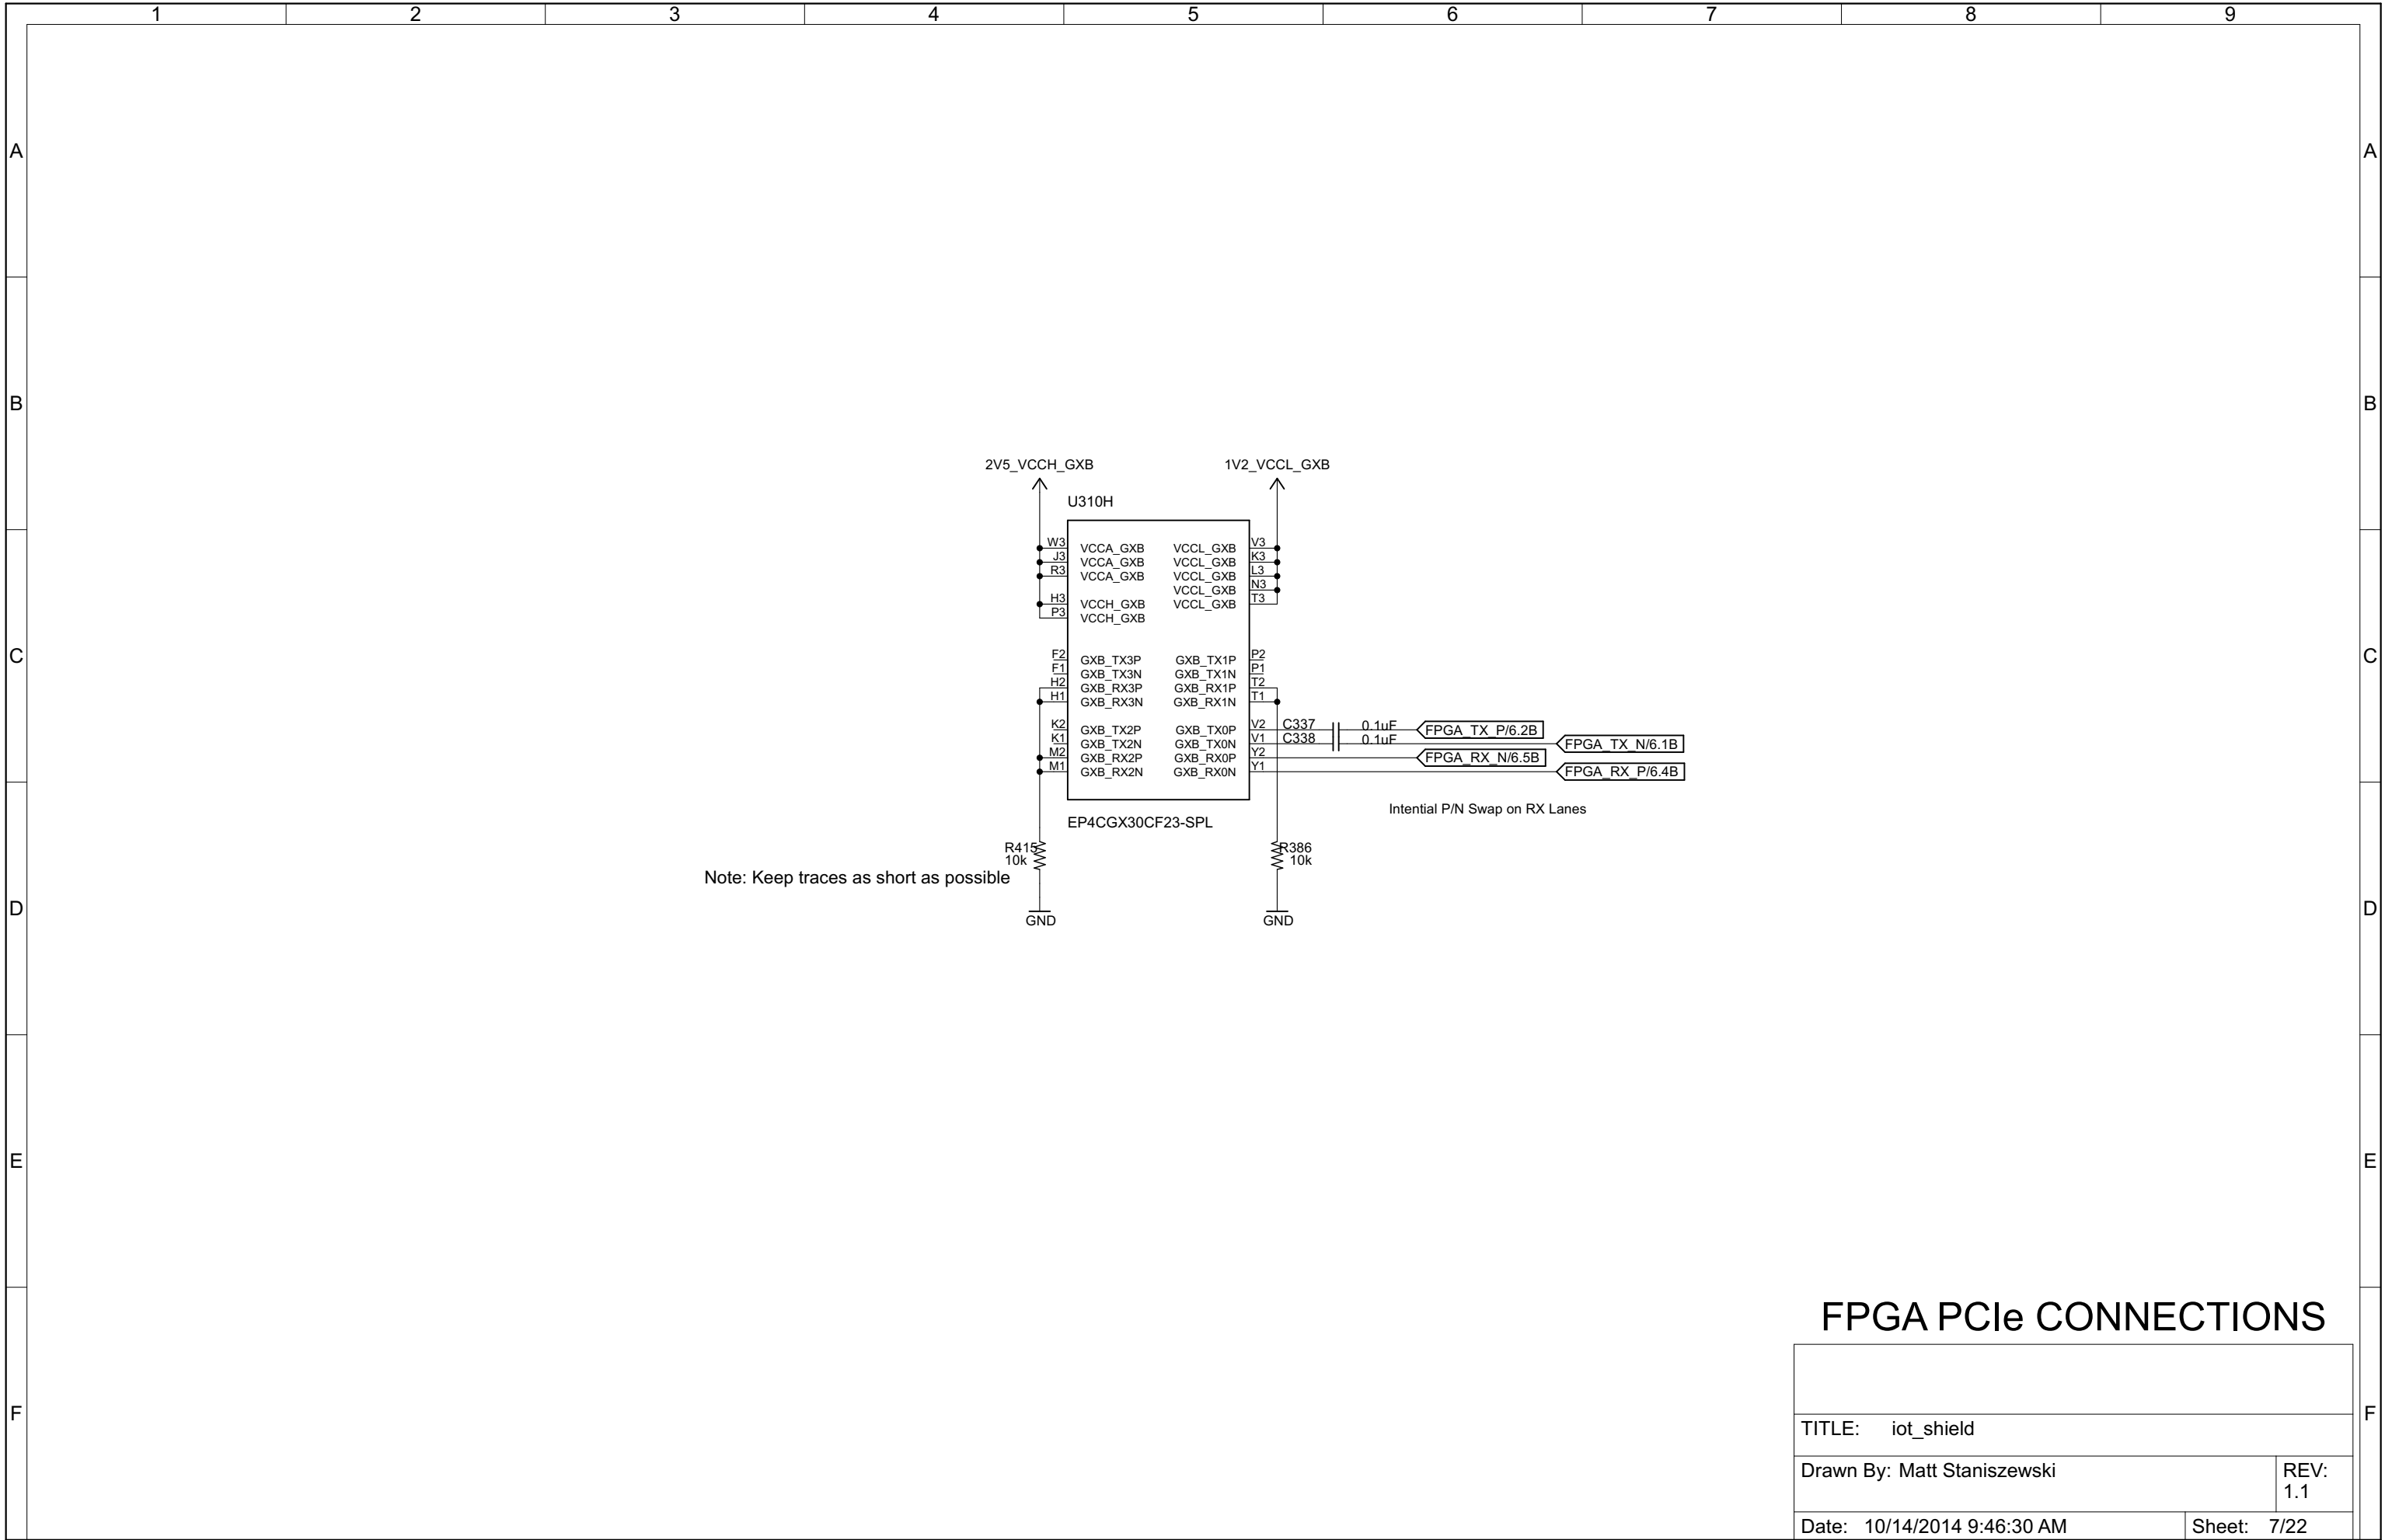 1 2 3 4 5 6 7 8 9
A A
B B
2V5_VCCH_GXB 1V2_VCCL_GXB
U310H
W3 VCCA_GXB VCCL_GXB V3
J3 VCCA_GXB VCCL_GXB K3
R3 VCCA_GXB VCCL_GXB L3
VCCL_GXB N3
H3 VCCH_GXB VCCL_GXB T3
P3 VCCH_GXB
C C
F2 GXB_TX3P GXB_TX1P P2
F1 GXB_TX3N GXB_TX1N P1
H2 GXB_RX3P GXB_RX1P T2
H1 GXB_RX3N GXB_RX1N T1
K2 GXB_TX2P GXB_TX0P V2 C337 0.1uF FPGA_TX_P/6.2B
K1 GXB_TX2N GXB_TX0N V1 C338 0.1uF FPGA_TX_N/6.1B
M2 GXB_RX2P GXB_RX0P Y2 FPGA_RX_N/6.5B
M1 GXB_RX2N GXB_RX0N Y1 FPGA_RX_P/6.4B
Intential P/N Swap on RX Lanes
EP4CGX30CF23-SPL
R415 R386
10k 10k
Note: Keep traces as short as possible
D D
GND GND
E E
FPGA PCIe CONNECTIONS
F F
TITLE: iot_shield
Drawn By: Matt Staniszewski REV:
1.1
Date: 10/14/2014 9:46:30 AM Sheet: 7/22